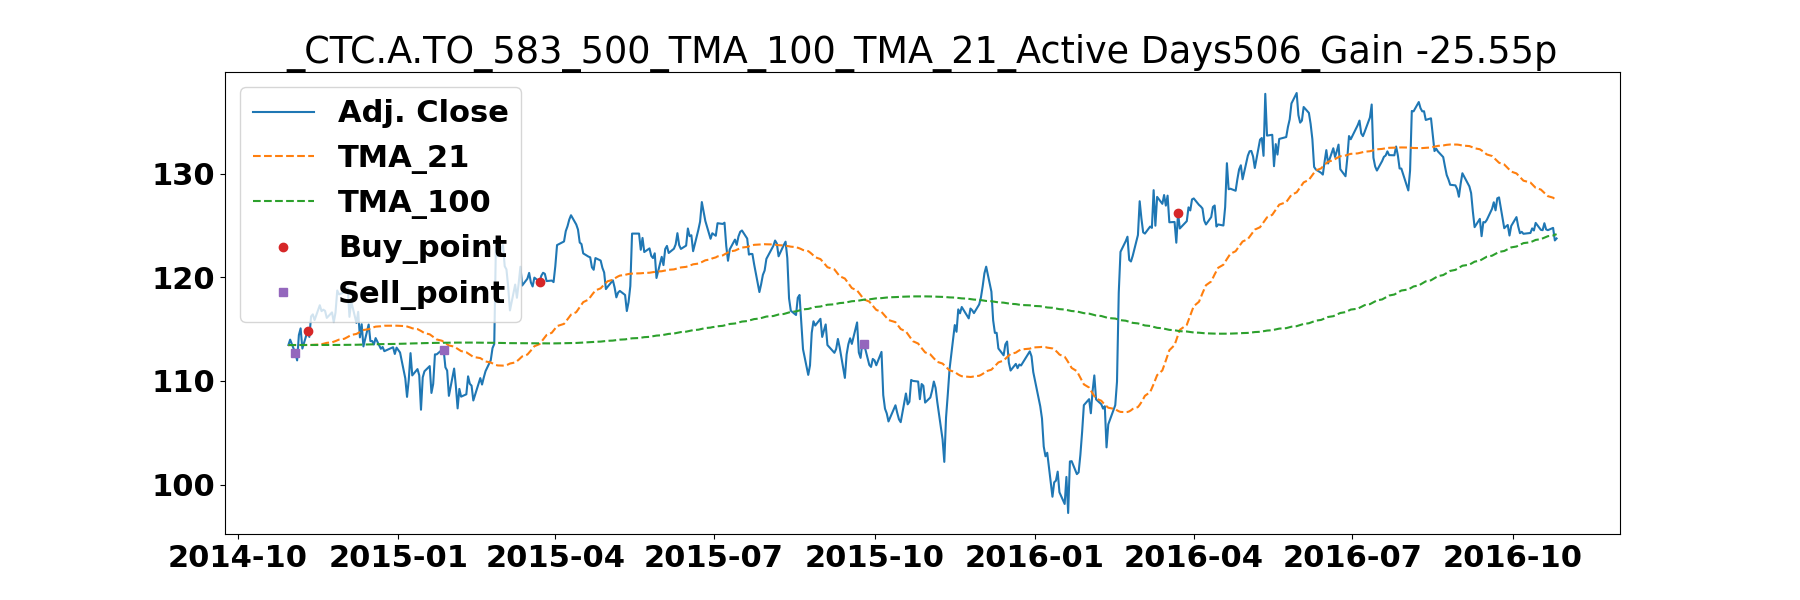 _CTC.A.TO_583_500_TMA_100_TMA_21_Active Days506_Gain -25.55p
Adj. Close
TMA_21
TMA_100
Buy_point
Sell_point
130
120
110
100
2014-10 2015-01 2015-04 2015-07 2015-10 2016-01 2016-04 2016-07 2016-10